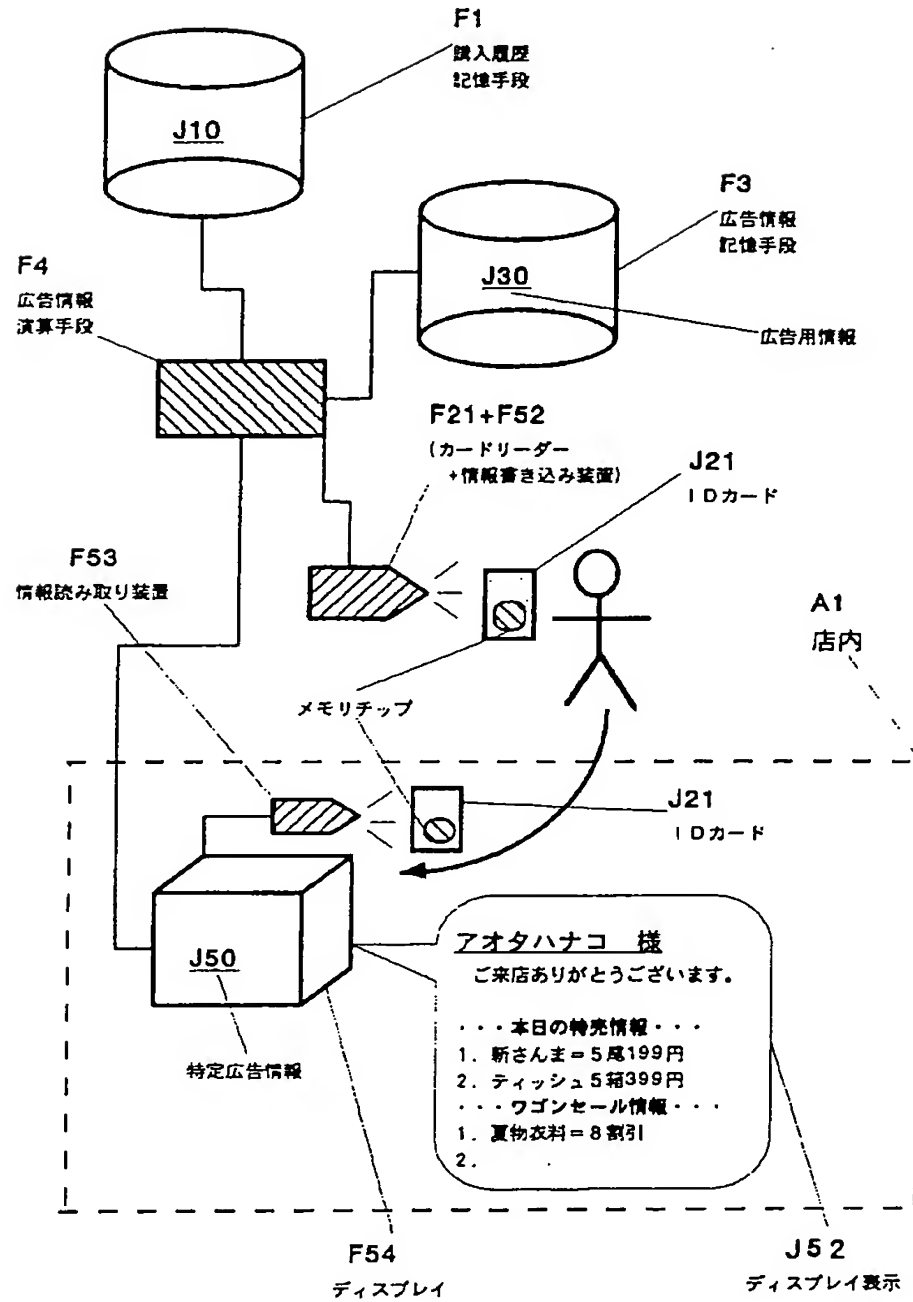 F1
購入履歴
記憶手段
J10
F3
広告情報
記憶手段
F4
広告情報
演算手段
J30
広告用情報
F21+F52
(カードリーダー
+情報書き込み装置)
J21
IDカード
F53
情報読み取り装置
A1
店内
メモリチップ
J21
IDカード
アオタハナコ 様
ご来店ありがとうございます。
・・・本日の特売情報・・・
1. 新さんま=5尾199円
2. ティッシュ5箱399円
・・・ワゴンセール情報・・・
1. 夏物衣料=8割引
2.
J50
特定広告情報
F54
ディスプレイ
J52
ディスプレイ表示